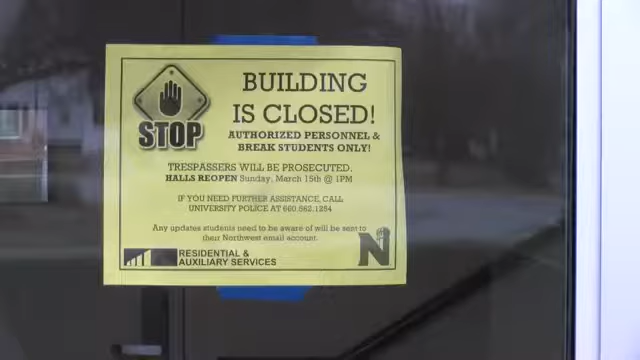 BUILDING
IS CLOSED!
STOP
AUTHORIZED PERSONNEL &
BREAK STUDENTS ONLY!
TRESPASSERS WILL BE PROSECUTED.
HALLS REOPEN Sunday, March 15th @ 1PM
IF YOU NEED FURTHER ASSISTANCE, CALL
UNIVERSITY POLICE AT 660.562.1254
Any updates students need to be aware of will be sent to
their Northwest email account.
RESIDENTIAL &
AUXILIARY SERVICES
N